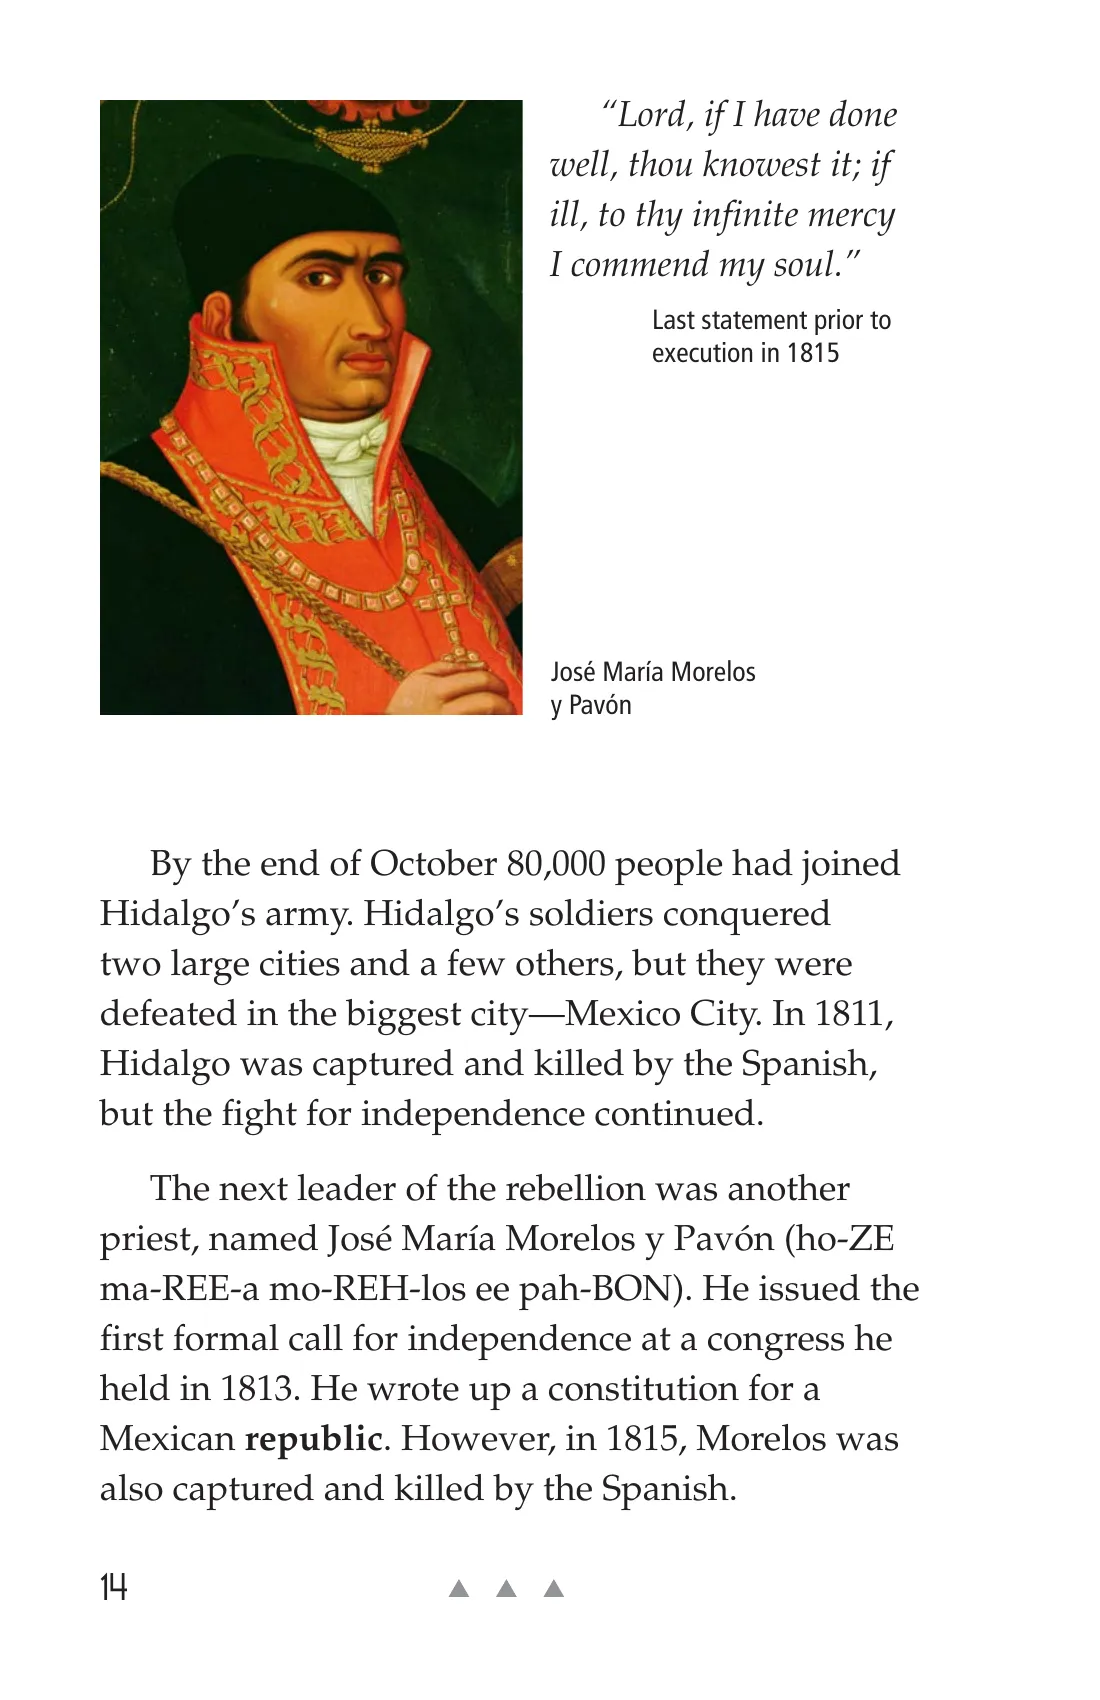 “Lord, if I have done
well, thou knowest it; if
ill, to thy infinite mercy
I commend my soul.”
Last statement prior to
execution in 1815
José María Morelos
y Pavón
By the end of October 80,000 people had joined
Hidalgo’s army. Hidalgo’s soldiers conquered
two large cities and a few others, but they were
defeated in the biggest city—Mexico City. In 1811,
Hidalgo was captured and killed by the Spanish,
but the fight for independence continued.
The next leader of the rebellion was another
priest, named José María Morelos y Pavón (ho-ZE
ma-REE-a mo-REH-los ee pah-BON). He issued the
first formal call for independence at a congress he
held in 1813. He wrote up a constitution for a
Mexican republic. However, in 1815, Morelos was
also captured and killed by the Spanish.
14